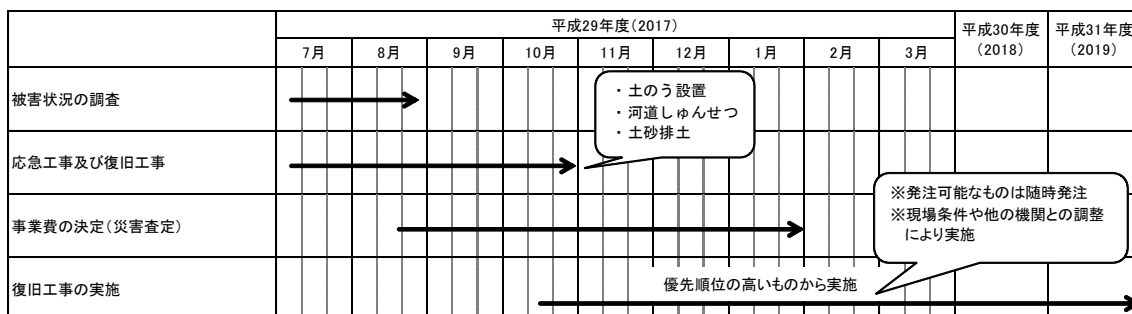 平成29年度(2017)
平成30年度
(2018)
平成31年度
(2019)
7月
8月
9月
10月
11月
12月
1月
2月
3月
被害状況の調査
・土のう設置
・河道しゅんせつ
・土砂排土
応急工事及び復旧工事
※発注可能なものは随時発注
※現場条件や他の機関との調整
により実施
事業費の決定(災害査定)
復旧工事の実施
優先順位の高いものから実施